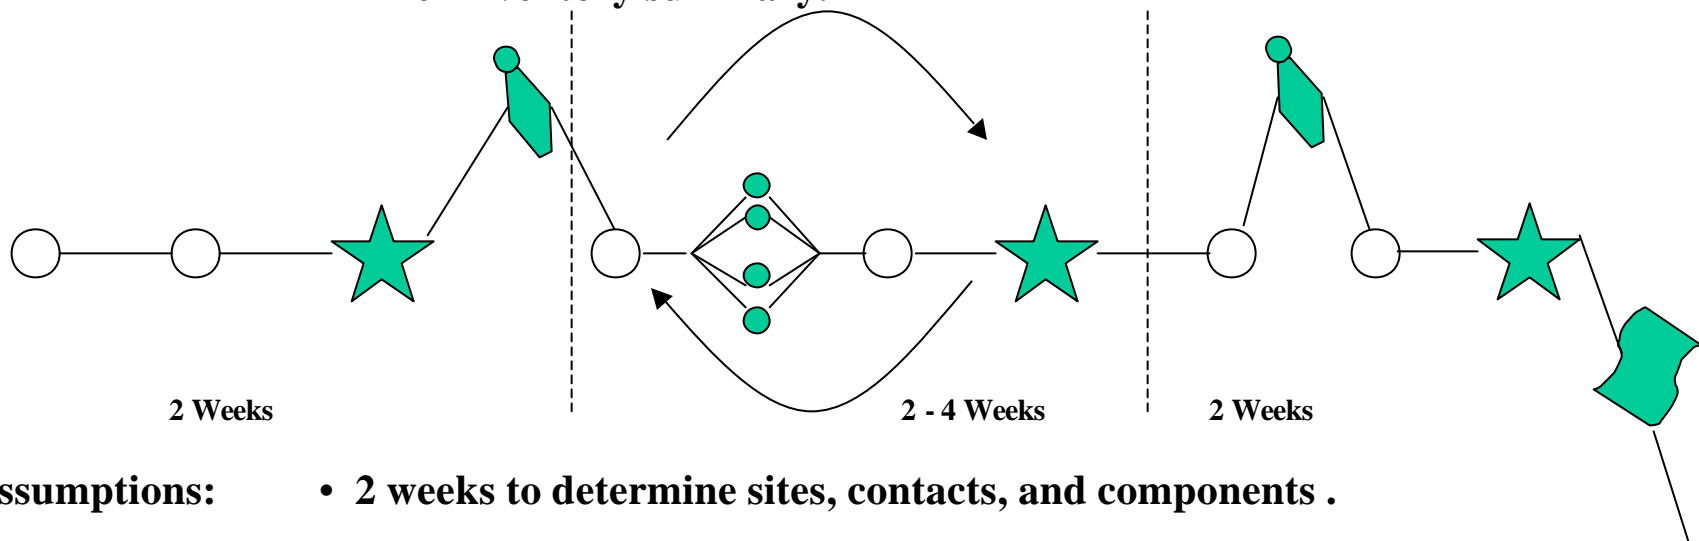 2 Weeks
2 - 4 Weeks
2 Weeks
ssumptions: • 2 weeks to determine sites, contacts, and components .